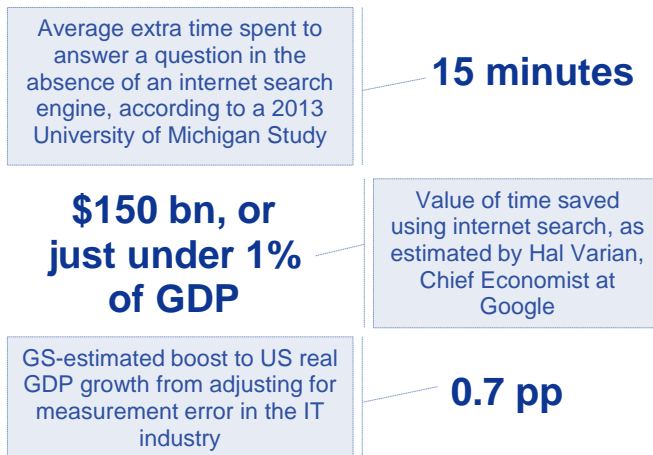 Average extra time spent to
answer a question in the
absence of an internet search
engine, according to a 2013
University of Michigan Study
15 minutes
$150 bn, or
just under 1%
of GDP
Value of time saved
using internet search, as
estimated by Hal Varian,
Chief Economist at
Google
GS-estimated boost to US real
GDP growth from adjusting for
measurement error in the IT
industry
0.7 pp